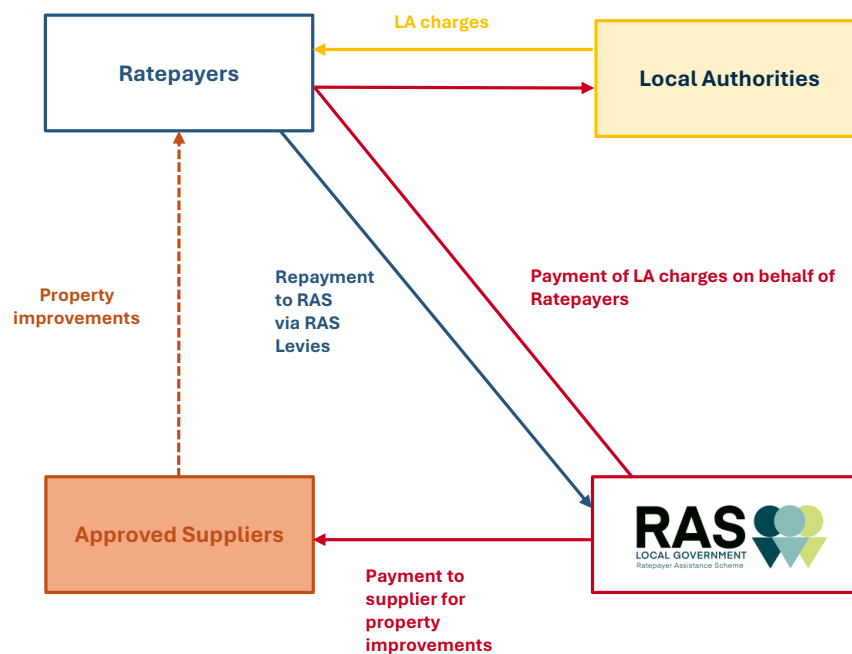 LA charges
Ratepayers
Local Authorities
Repayment
to RAS
via RAS
Levies
Payment of LA charges on behalf of
Ratepayers
Property
improvements
Approved Suppliers
RAS
LOCAL GOVERNMENT
Ratepayer Assistance Scheme
Payment to
supplier for
property
improvements